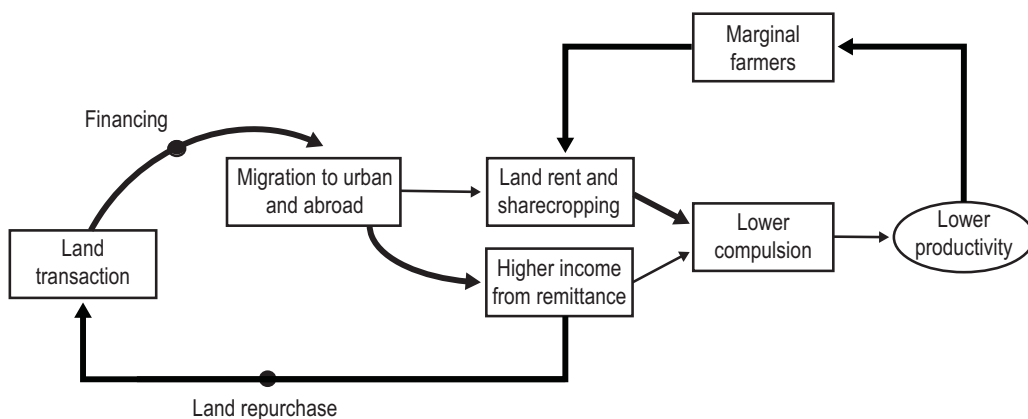 Marginal
farmers
Financing
Migration to urban
and abroad
Land rent and
sharecropping
Lower
compulsion
Lower
productivity
Land
transaction
Higher income
from remittance
Land repurchase